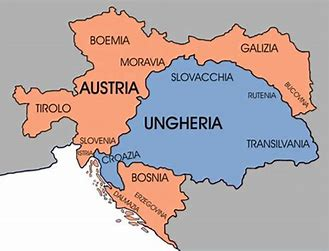 BOEMIA
GALIZIA
MORAVIA
SLOVACCHIA
AUSTRIA
BUCOVINA
RUTENIA
TIROLO
UNGHERIA
SLOVENIA
TRANSILVANIA
ISTRIA
CROAZIA
BOSNIA
DALMAZIA
ERZEGOVINA